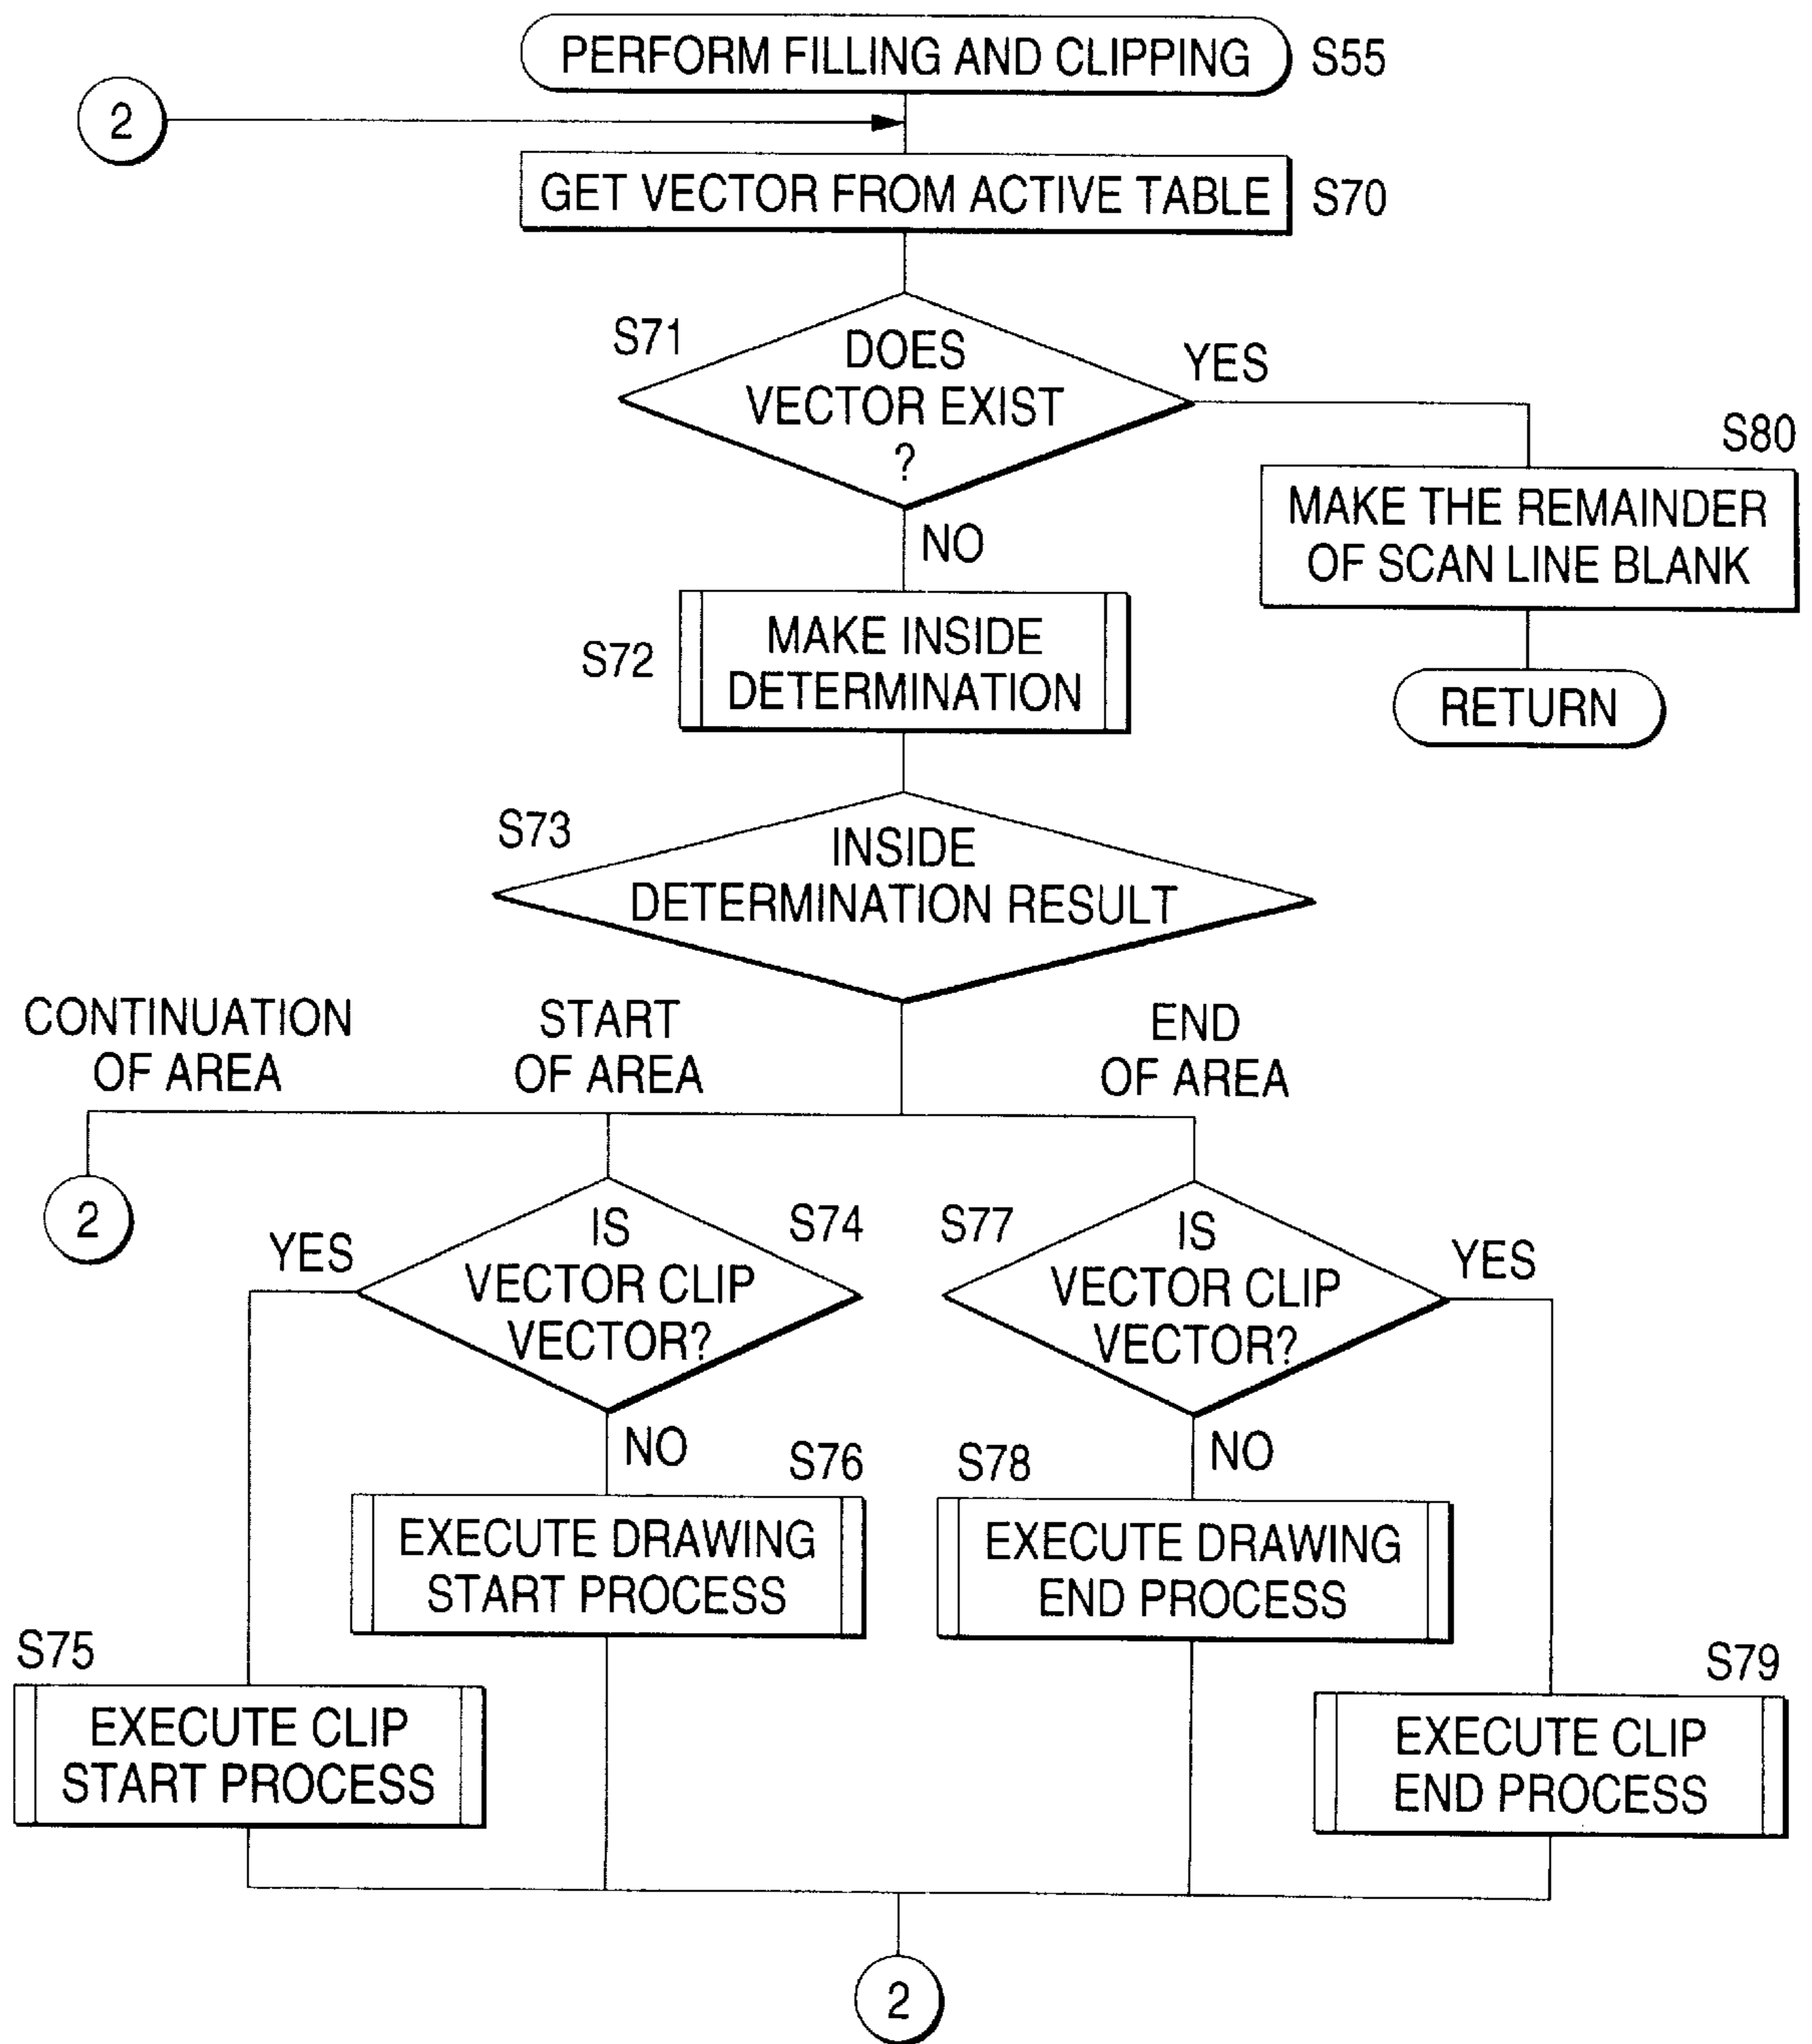 PERFORM FILLING AND CLIPPING
S55
2
GET VECTOR FROM ACTIVE TABLE
S70
S71
DOES
VECTOR EXIST
?
YES
NO
S80
MAKE THE REMAINDER
OF SCAN LINE BLANK
RETURN
S72
MAKE INSIDE
DETERMINATION
S73
INSIDE
DETERMINATION RESULT
CONTINUATION
OF AREA
START
OF AREA
END
OF AREA
2
YES
IS
VECTOR CLIP
VECTOR?
S74
S77
IS
VECTOR CLIP
VECTOR?
YES
NO
NO
S76
EXECUTE DRAWING
START PROCESS
S78
EXECUTE DRAWING
END PROCESS
S75
EXECUTE CLIP
START PROCESS
S79
EXECUTE CLIP
END PROCESS
2